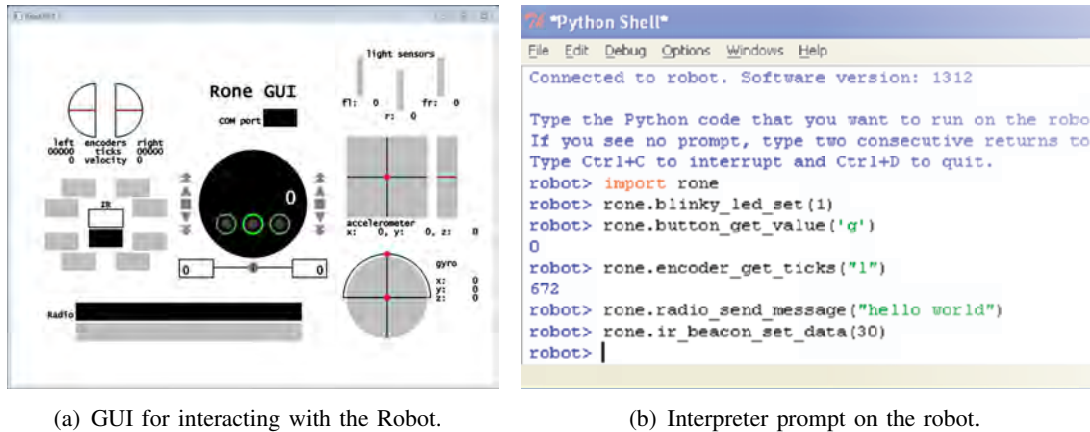 light sensors
Rone GUI
fl: 0 fr: 0
r: 0
COM port
left encoders right
00000 ticks 00000
0 velocity 0
IR
0
accelerometer
x: 0, y: 0, z: 0
gyro
x: 0
y: 0
z: 0
0 0
Radio
(a) GUI for interacting with the Robot.
*Python Shell*
File Edit Debug Options Windows Help
Connected to robot. Software version: 1312
Type the Python code that you want to run on the robo
If you see no prompt, type two consecutive returns to
Type Ctrl+C to interrupt and Ctrl+D to quit.
robot> import rone
robot> rone.blinky_led_set(1)
robot> rone.button_get_value('g')
0
robot> rone.encoder_get_ticks("l")
672
robot> rone.radio_send_message("hello world")
robot> rone.ir_beacon_set_data(30)
robot>
(b) Interpreter prompt on the robot.